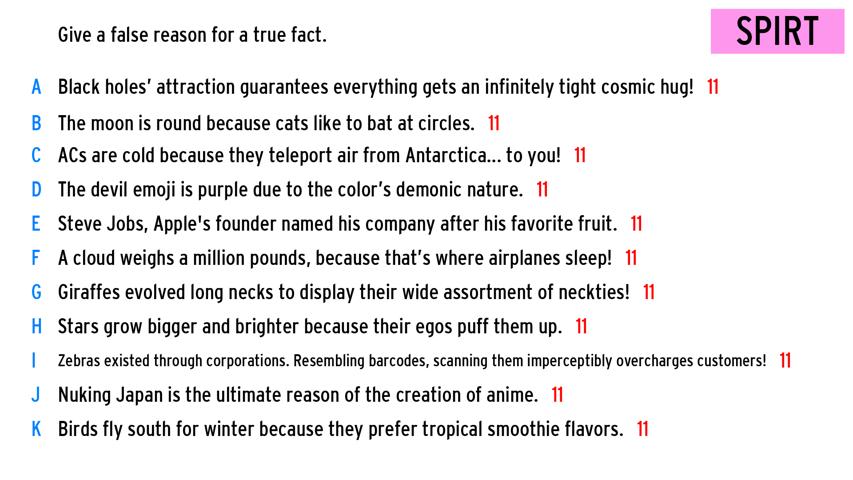 Give a false reason for a true fact.
SPIRT
A Black holes’ attraction guarantees everything gets an infinitely tight cosmic hug! 11
B The moon is round because cats like to bat at circles. 11
C ACs are cold because they teleport air from Antarctica... to you! 11
D The devil emoji is purple due to the color’s demonic nature. 11
E Steve Jobs, Apple's founder named his company after his favorite fruit. 11
F A cloud weighs a million pounds, because that’s where airplanes sleep! 11
G Giraffes evolved long necks to display their wide assortment of neckties! 11
H Stars grow bigger and brighter because their egos puff them up. 11
I Zebras existed through corporations. Resembling barcodes, scanning them imperceptibly overcharges customers! 11
J Nuking Japan is the ultimate reason of the creation of anime. 11
K Birds fly south for winter because they prefer tropical smoothie flavors. 11